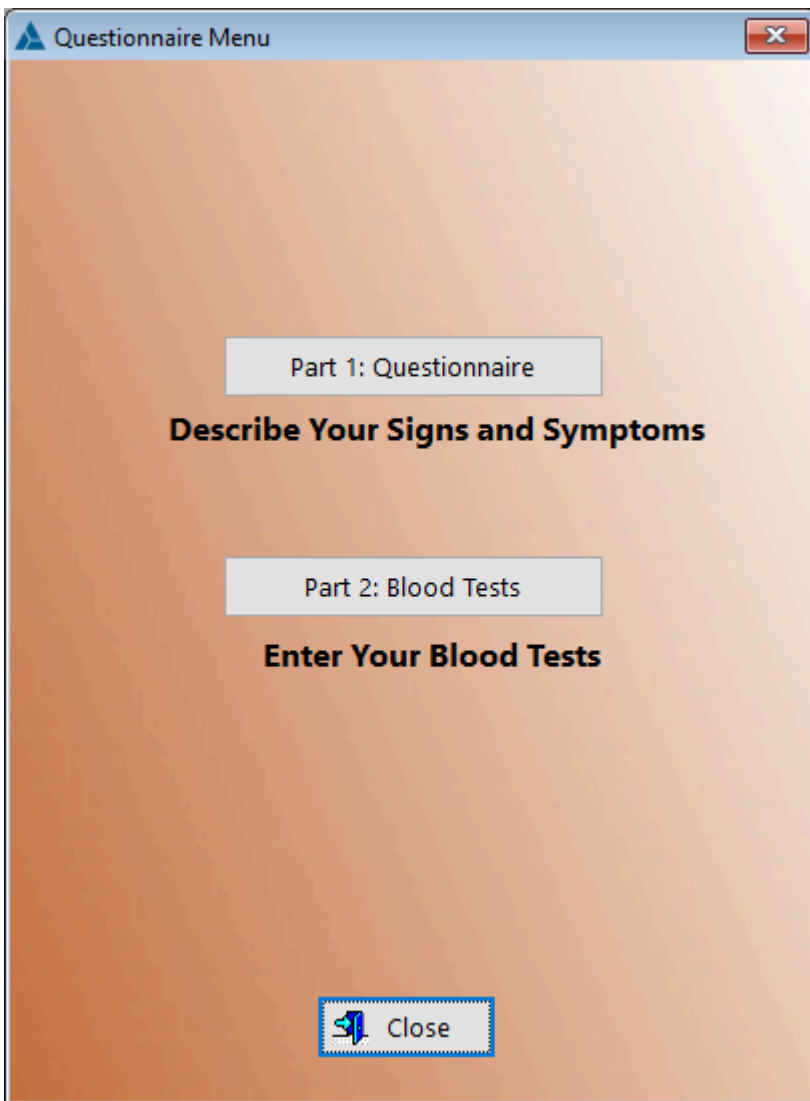 Questionnaire Menu
Part 1: Questionnaire
Describe Your Signs and Symptoms
Part 2: Blood Tests
Enter Your Blood Tests
Close